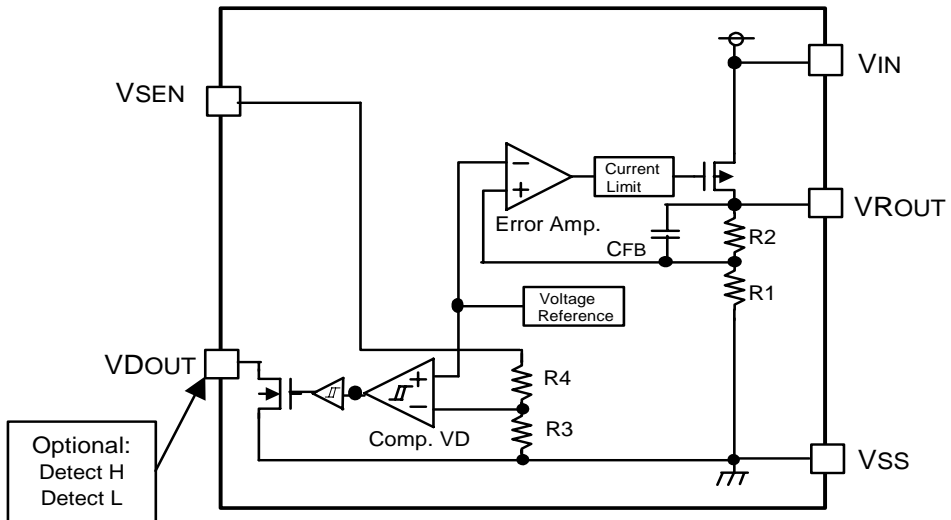 VIN
VSEN
Current
Limit
Error Amp.
VROUT
R2
CFB
R1
Voltage
Reference
VDOUT
R4
R3
Comp. VD
VSS
Optional:
Detect H
Detect L